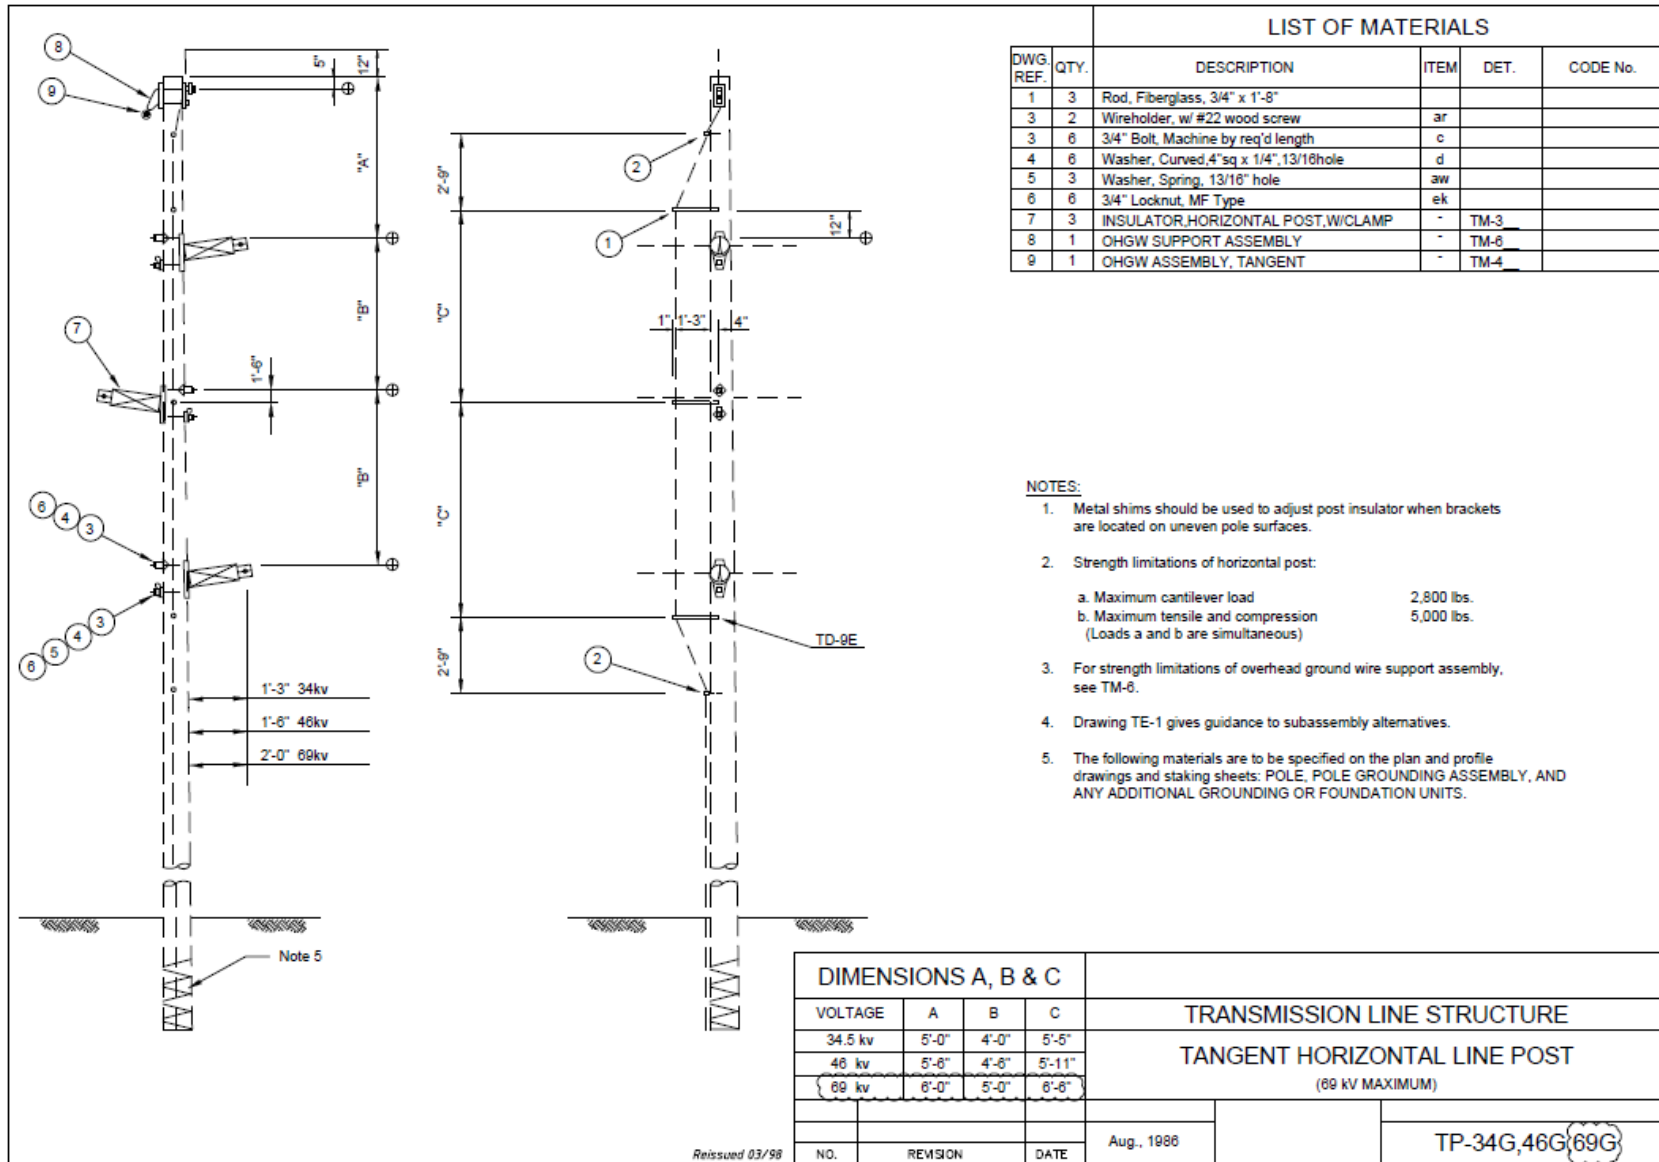 LIST OF MATERIALS
DWG. REF. QTY. DESCRIPTION ITEM DET. CODE No.
1 3 Rod, Fiberglass, 3/4" x 1'-8"
3 2 Wireholder, w/ #22 wood screw ar
3 6 3/4" Bolt, Machine by req'd length c
4 6 Washer, Curved,4"sq x 1/4",13/16hole d
5 3 Washer, Spring, 13/16" hole aw
6 6 3/4" Locknut, MF Type ek
7 3 INSULATOR,HORIZONTAL POST,W/CLAMP - TM-3__
8 1 OHGW SUPPORT ASSEMBLY - TM-6__
9 1 OHGW ASSEMBLY, TANGENT - TM-4__
8
9
5"
12"
"A"
"B"
7
1'-6"
"B"
6 4 3
6 5 4 3
1'-3" 34kv
1'-6" 46kv
2'-0" 69kv
Note 5
2
2'-9"
1
12"
"C"
1" 1'-3" 4"
"C"
TD-9E
2
2'-9"
NOTES:
1. Metal shims should be used to adjust post insulator when brackets
are located on uneven pole surfaces.
2. Strength limitations of horizontal post:
a. Maximum cantilever load 2,800 lbs.
b. Maximum tensile and compression 5,000 lbs.
(Loads a and b are simultaneous)
3. For strength limitations of overhead ground wire support assembly,
see TM-6.
4. Drawing TE-1 gives guidance to subassembly alternatives.
5. The following materials are to be specified on the plan and profile
drawings and staking sheets: POLE, POLE GROUNDING ASSEMBLY, AND
ANY ADDITIONAL GROUNDING OR FOUNDATION UNITS.
DIMENSIONS A, B & C
VOLTAGE A B C
34.5 kv 5'-0" 4'-0" 5'-5"
46 kv 5'-6" 4'-6" 5'-11"
69 kv 6'-0" 5'-0" 6'-6"
NO. REVISION DATE
TRANSMISSION LINE STRUCTURE
TANGENT HORIZONTAL LINE POST
(69 kV MAXIMUM)
Aug., 1986
TP-34G,46G,69G
Reissued 03/98